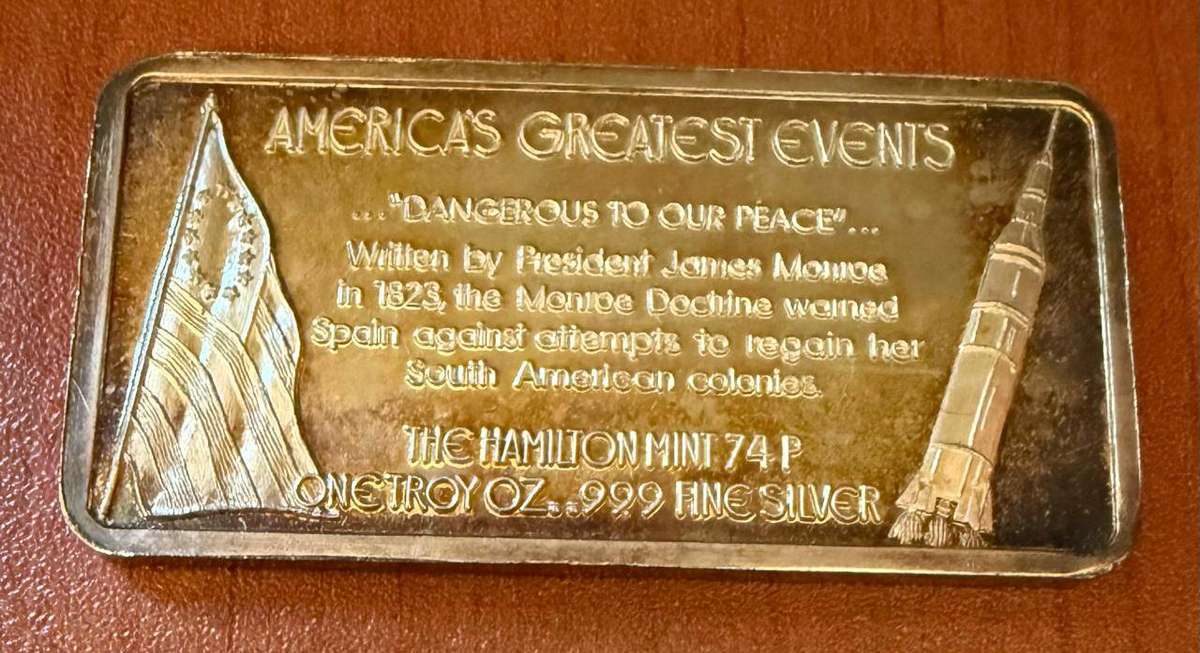 AMERICA'S GREATEST EVENTS
..."DANGEROUS TO OUR PEACE"...
Written by President James Monroe
in 1823, the Monroe Doctrine warned
Spain against attempts to regain her
South American colonies.
THE HAMILTON MINT 74 P
ONE TROY OZ. .999 FINE SILVER